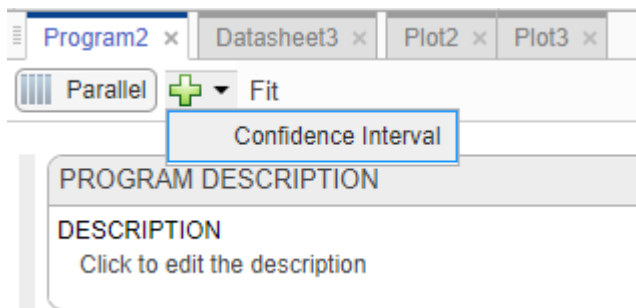 Program2 × Datasheet3 × Plot2 × Plot3 ×
Parallel Fit
Confidence Interval
PROGRAM DESCRIPTION
DESCRIPTION
Click to edit the description